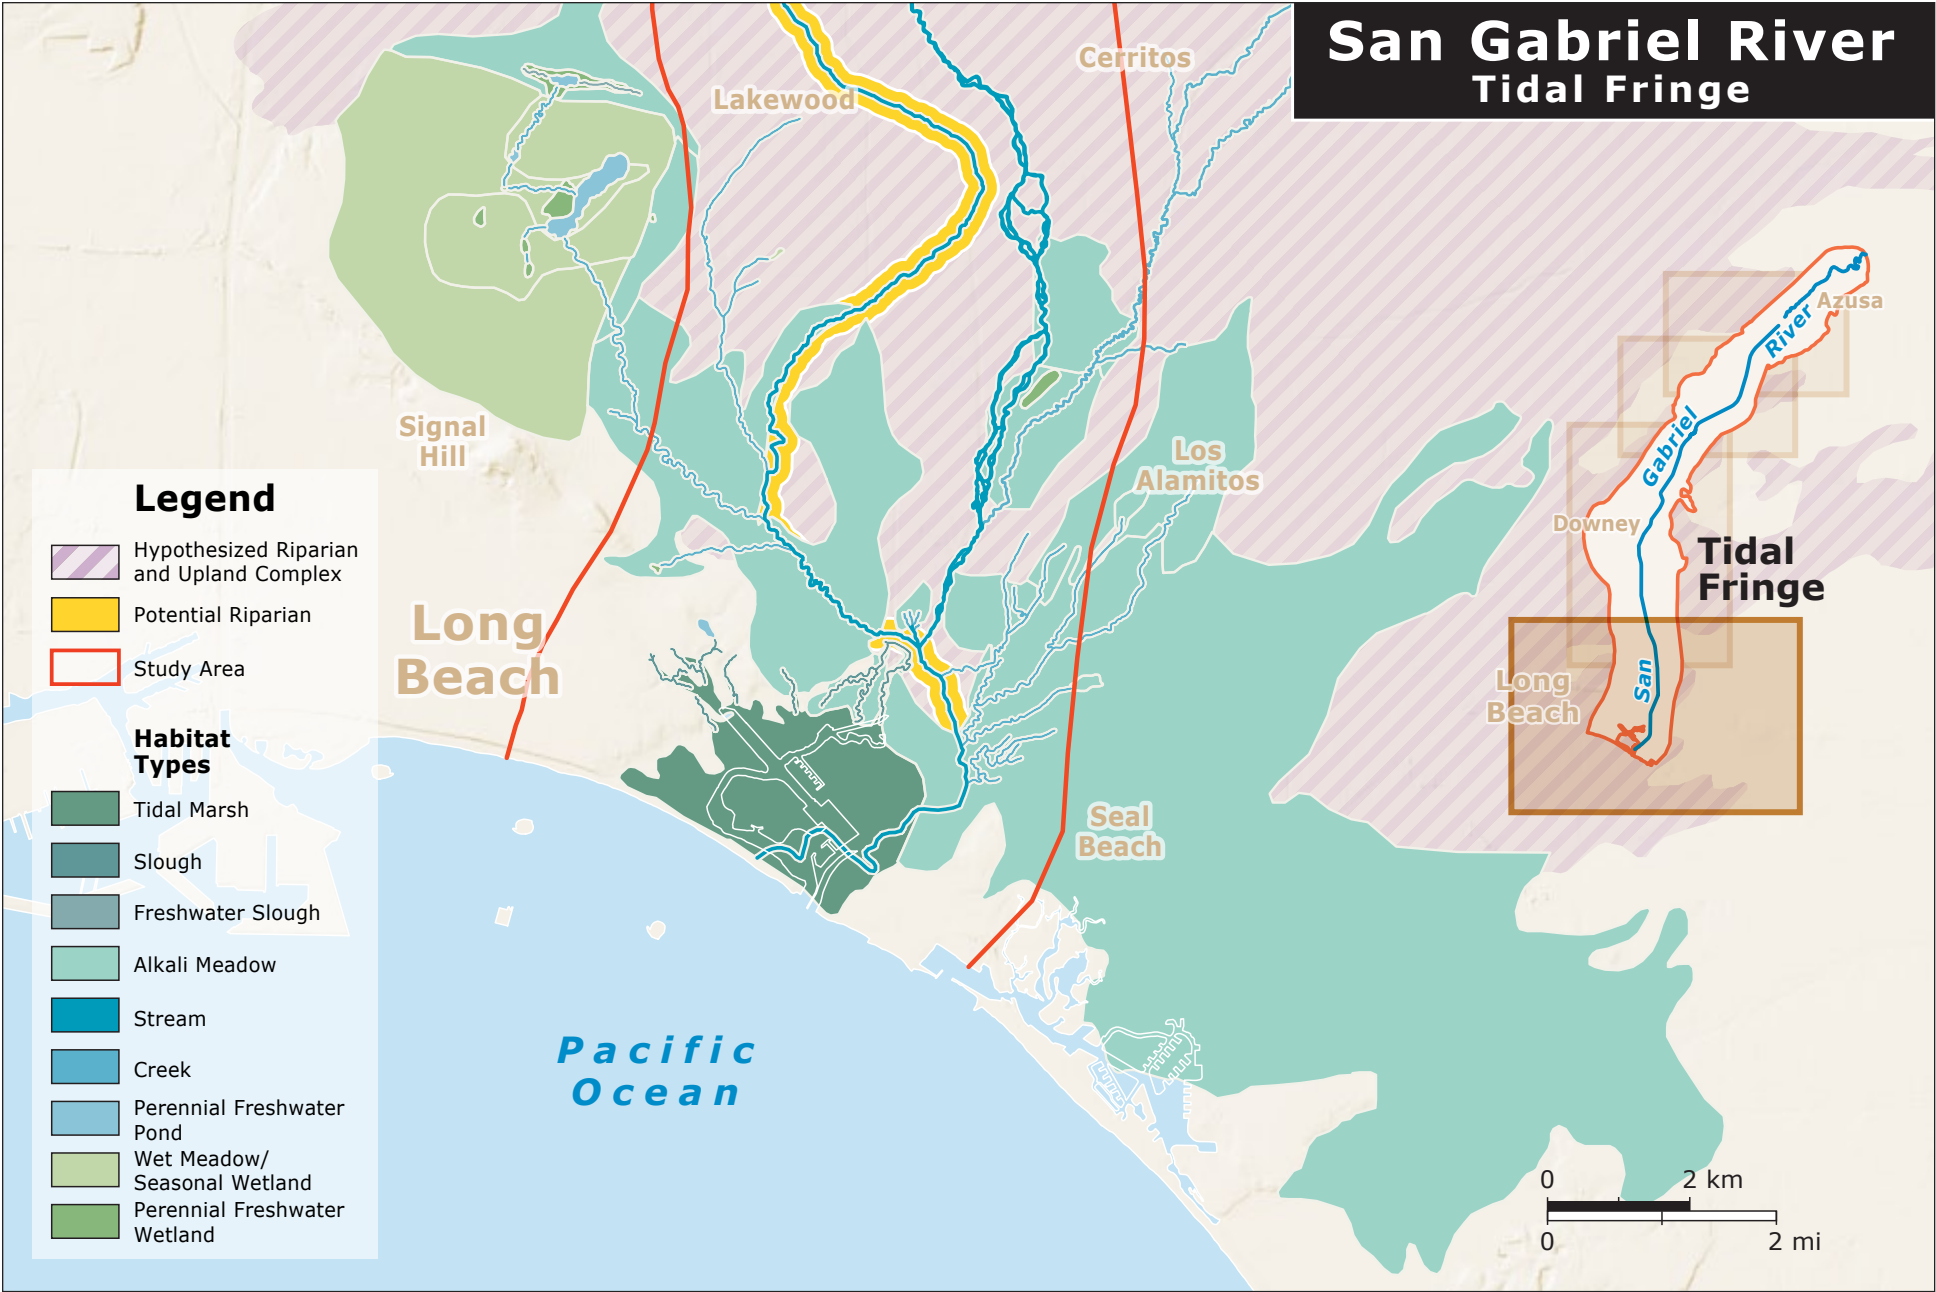 San Gabriel River
Tidal Fringe
Cerritos
Lakewood
Signal
Hill
Los
Alamitos
Long
Beach
Seal
Beach
Pacific
Ocean
Azusa
River
Gabriel
San
Downey
Tidal
Fringe
Long
Beach
Legend
Hypothesized Riparian
and Upland Complex
Potential Riparian
Study Area
Habitat
Types
Tidal Marsh
Slough
Freshwater Slough
Alkali Meadow
Stream
Creek
Perennial Freshwater
Pond
Wet Meadow/
Seasonal Wetland
Perennial Freshwater
Wetland
0 2 km
0 2 mi